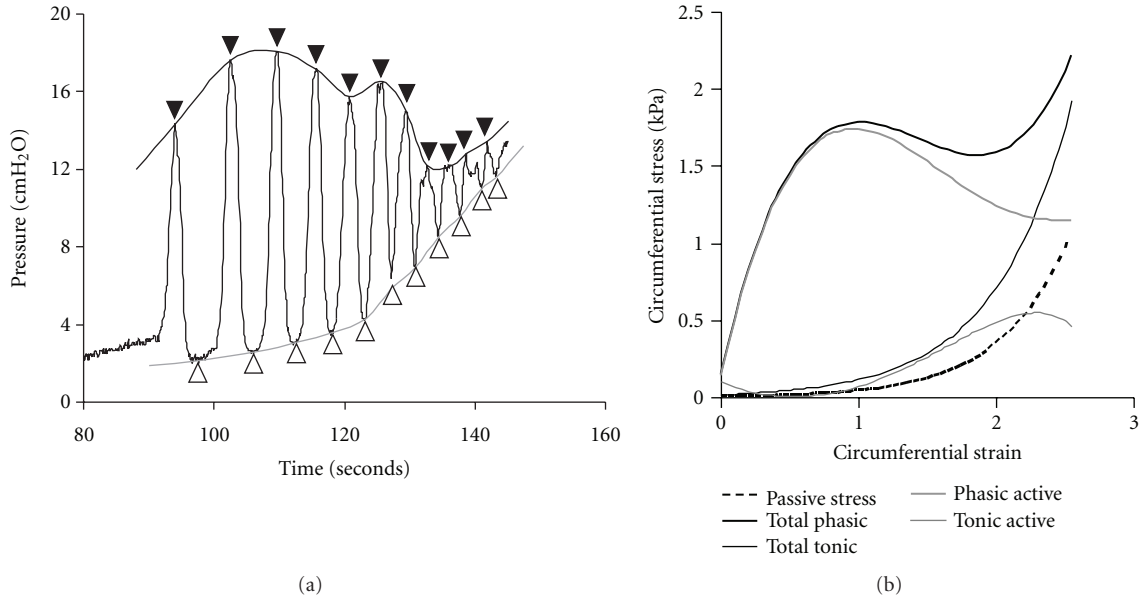 20
16
12
8
4
0
80
100
120
140
160
Pressure (cmH₂O)
Time (seconds)
(a)
2.5
2
1.5
1
0.5
0
0
1
2
3
Circumferential stress (kPa)
Circumferential strain
Passive stress
Total phasic
Total tonic
Phasic active
Tonic active
(b)